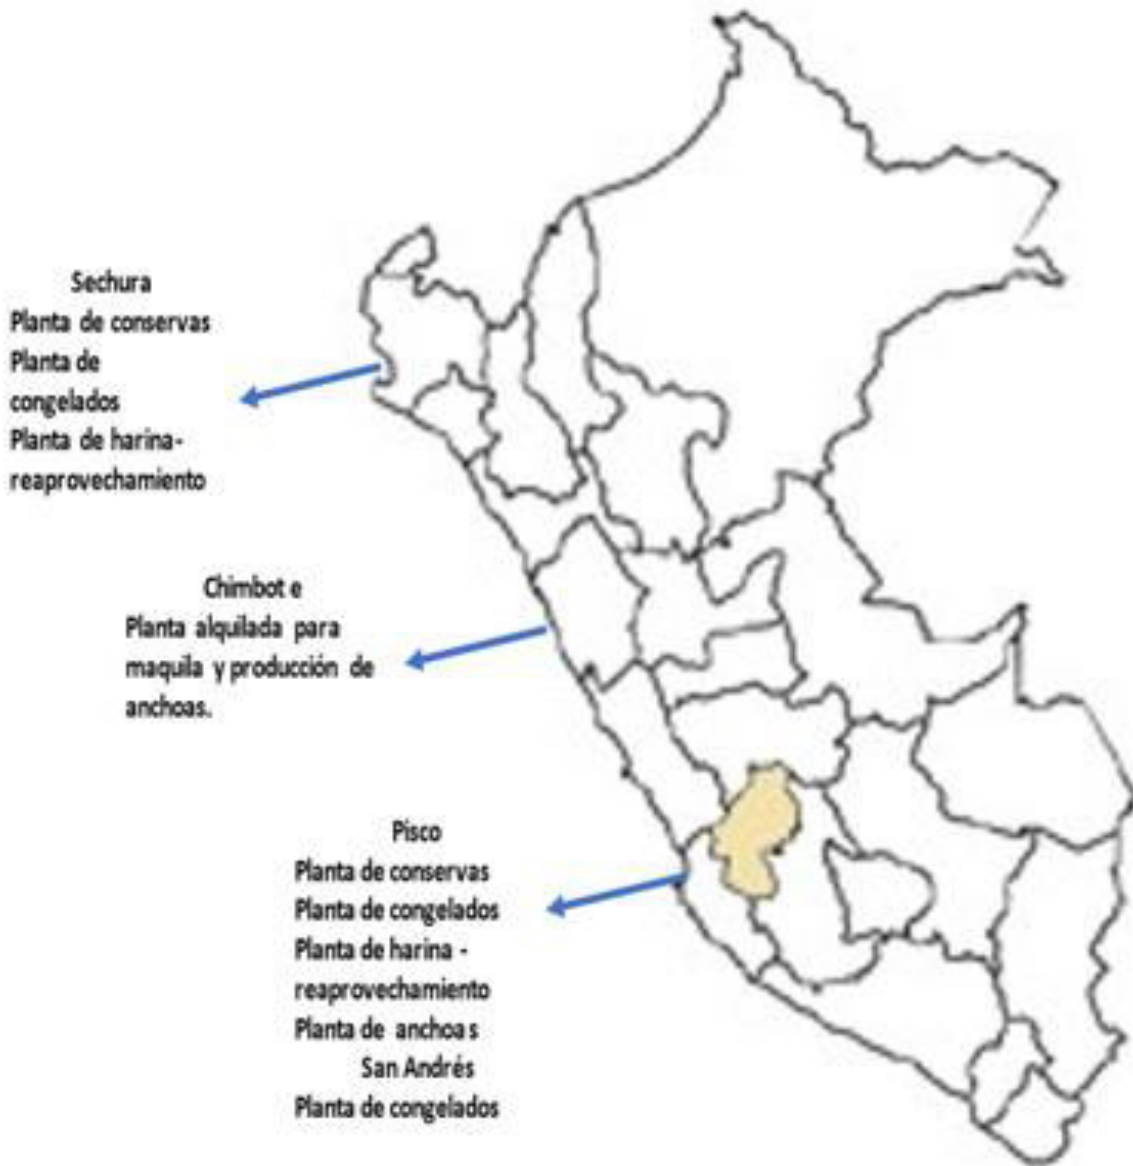 Sechura
Planta de conservas
Planta de
congelados
Planta de harina-
reaprovechamiento
Chimbot e
Planta alquilada para
maquila y producción de
anchoas.
Pisco
Planta de conservas
Planta de congelados
Planta de harina -
reaprovechamiento
Planta de anchoas
San Andrés
Planta de congelados